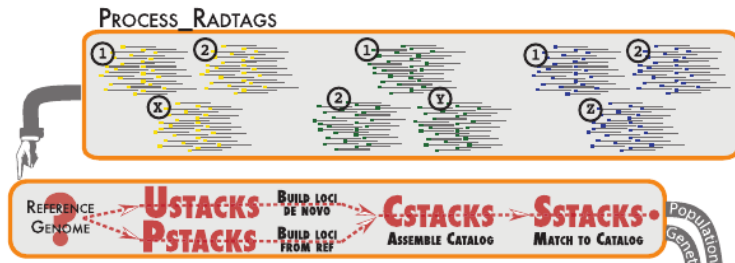 PROCESS_RADTAGS
1 2 1 1 2
X 2 Y Z
?
REFERENCE
GENOME
USTACKS
BUILD LOCI
DE NOVO
PSTACKS
BUILD LOCI
FROM REF
CSTACKS
ASSEMBLE CATALOG
SSTACKS
MATCH TO CATALOG
Population
Genet